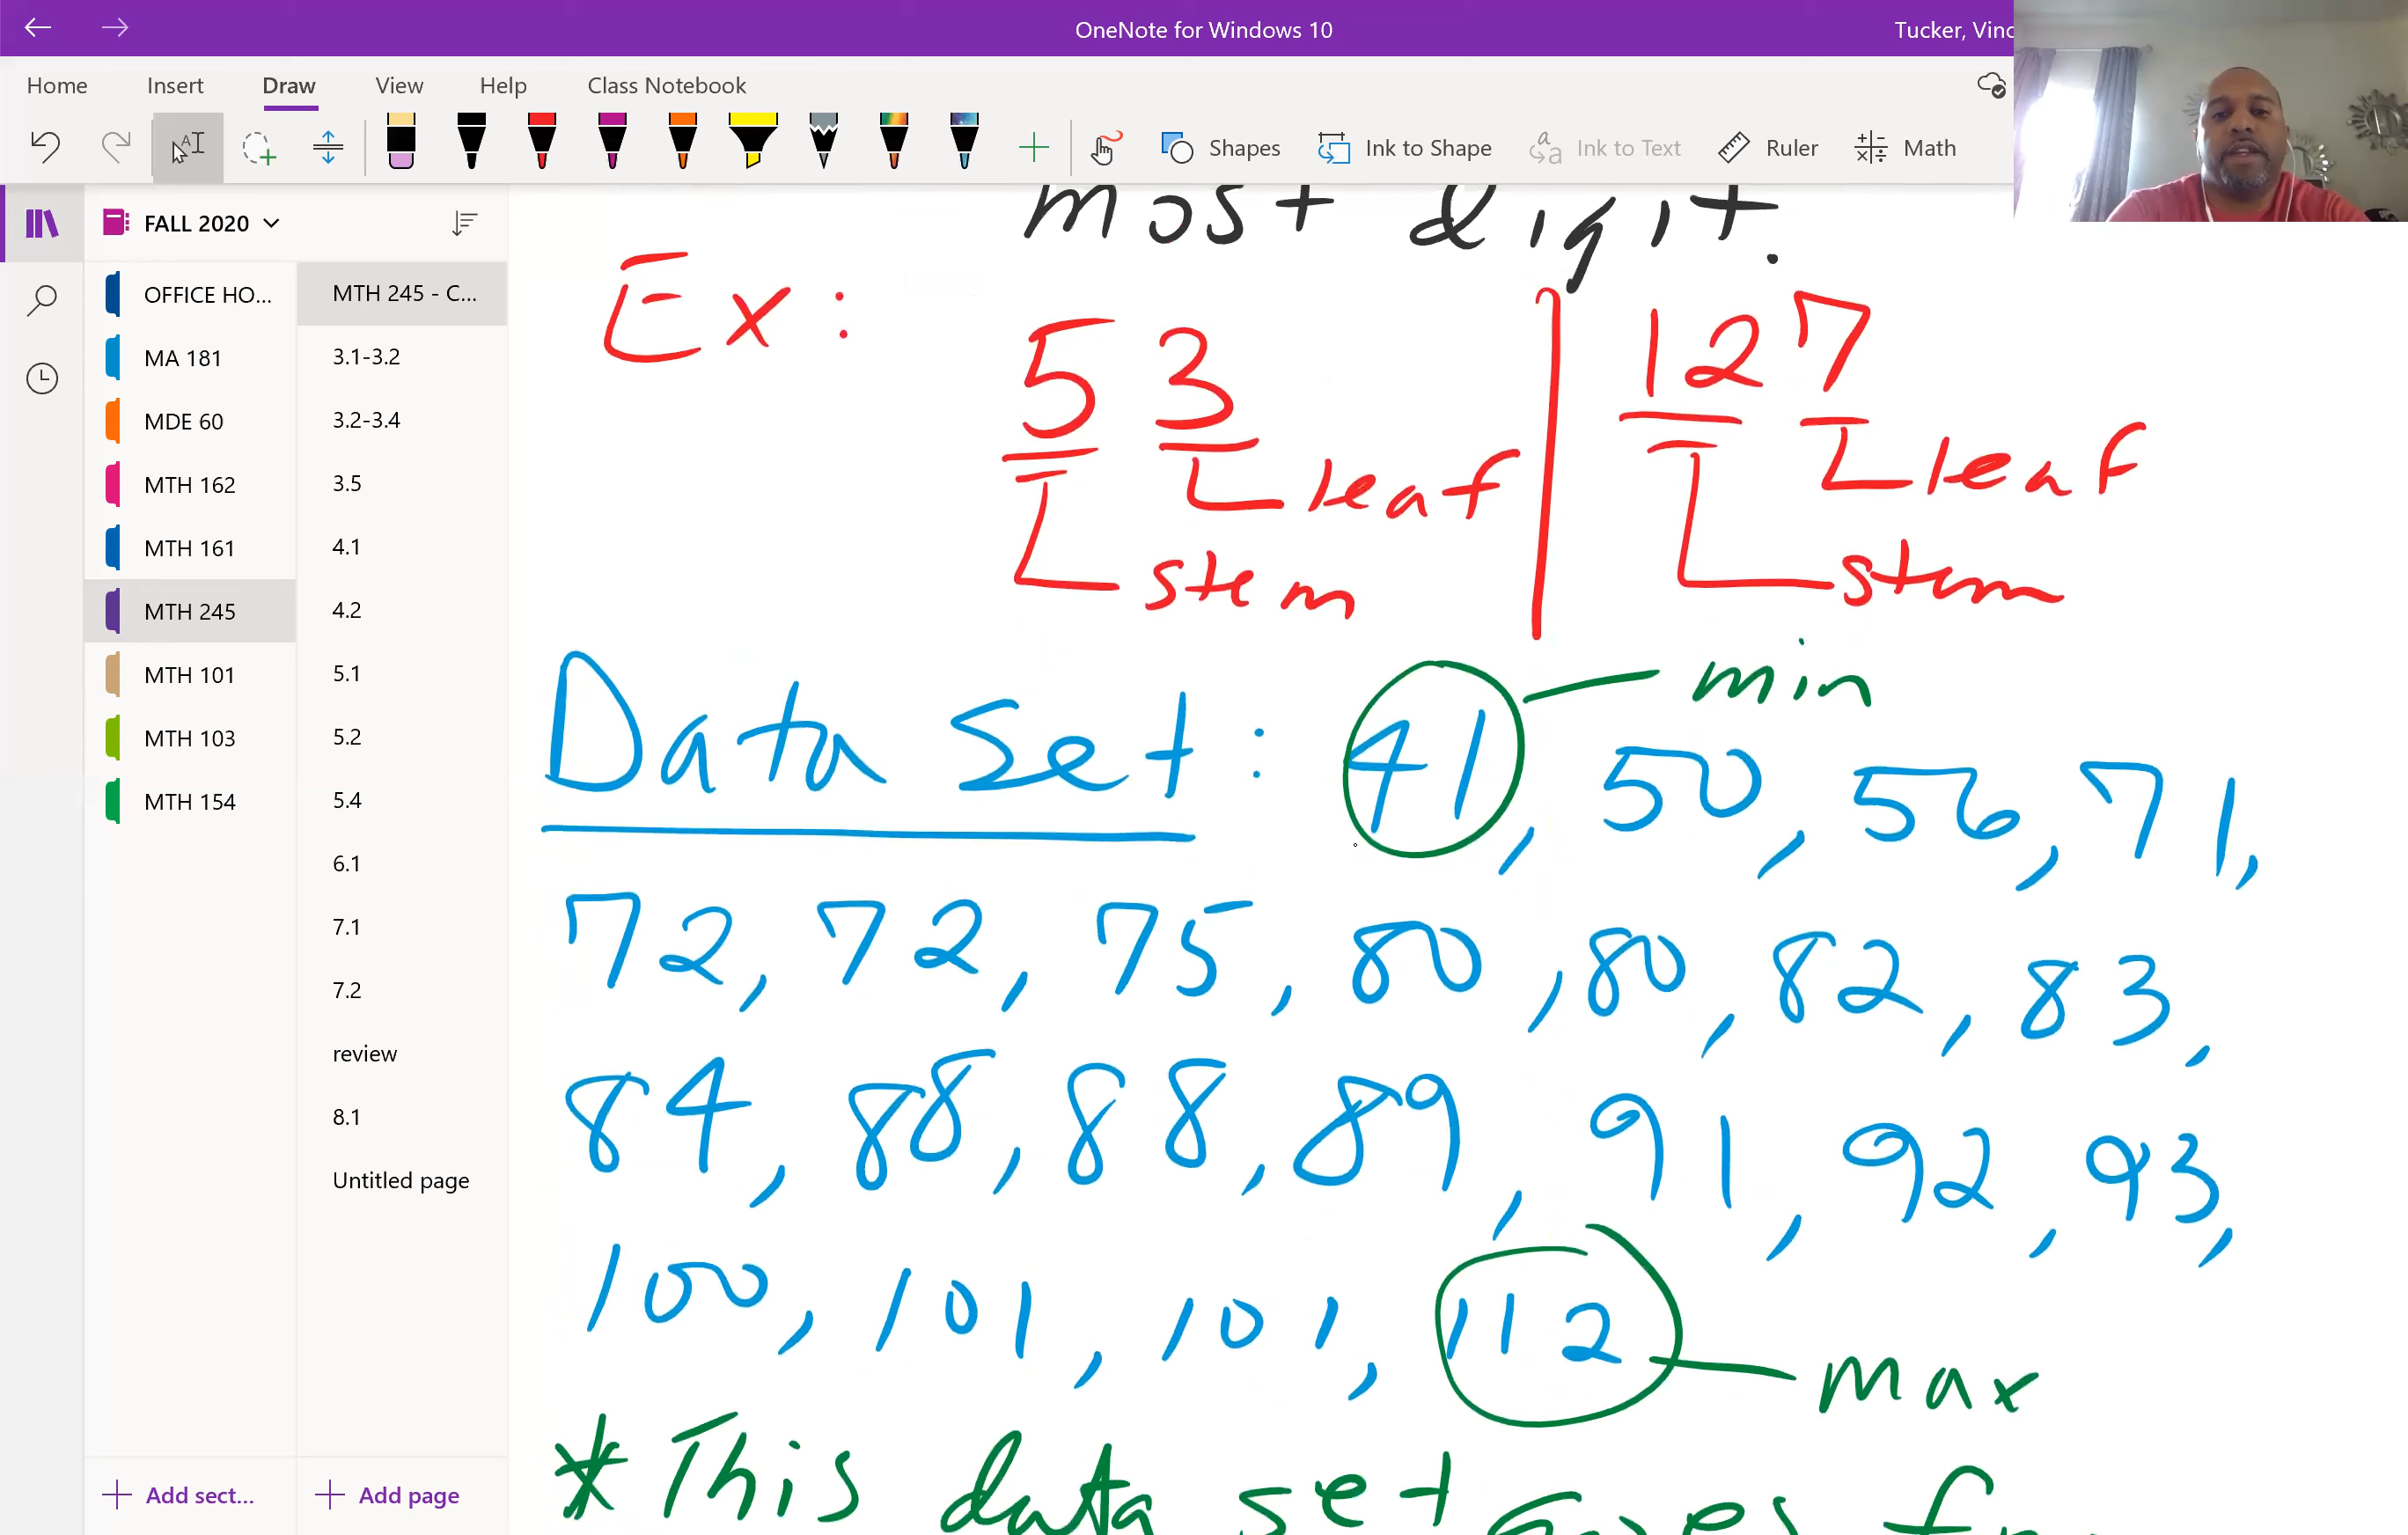 OneNote for Windows 10
Tucker, Vinc
Home Insert Draw View Help Class Notebook
Shapes Ink to Shape Ink to Text Ruler Math
FALL 2020
OFFICE HO...
MA 181
MDE 60
MTH 162
MTH 161
MTH 245
MTH 101
MTH 103
MTH 154
Add sect...
MTH 245 - C...
3.1-3.2
3.2-3.4
3.5
4.1
4.2
5.1
5.2
5.4
6.1
7.1
7.2
review
8.1
Untitled page
Add page
most digit.
Ex: 53 127
leaf leaf
stem stem
min
Data Set: 41, 50, 56, 71,
72, 72, 75, 80, 80, 82, 83,
84, 88, 88, 89, 91, 92, 93,
100, 101, 101, 112
max
*This data set goes